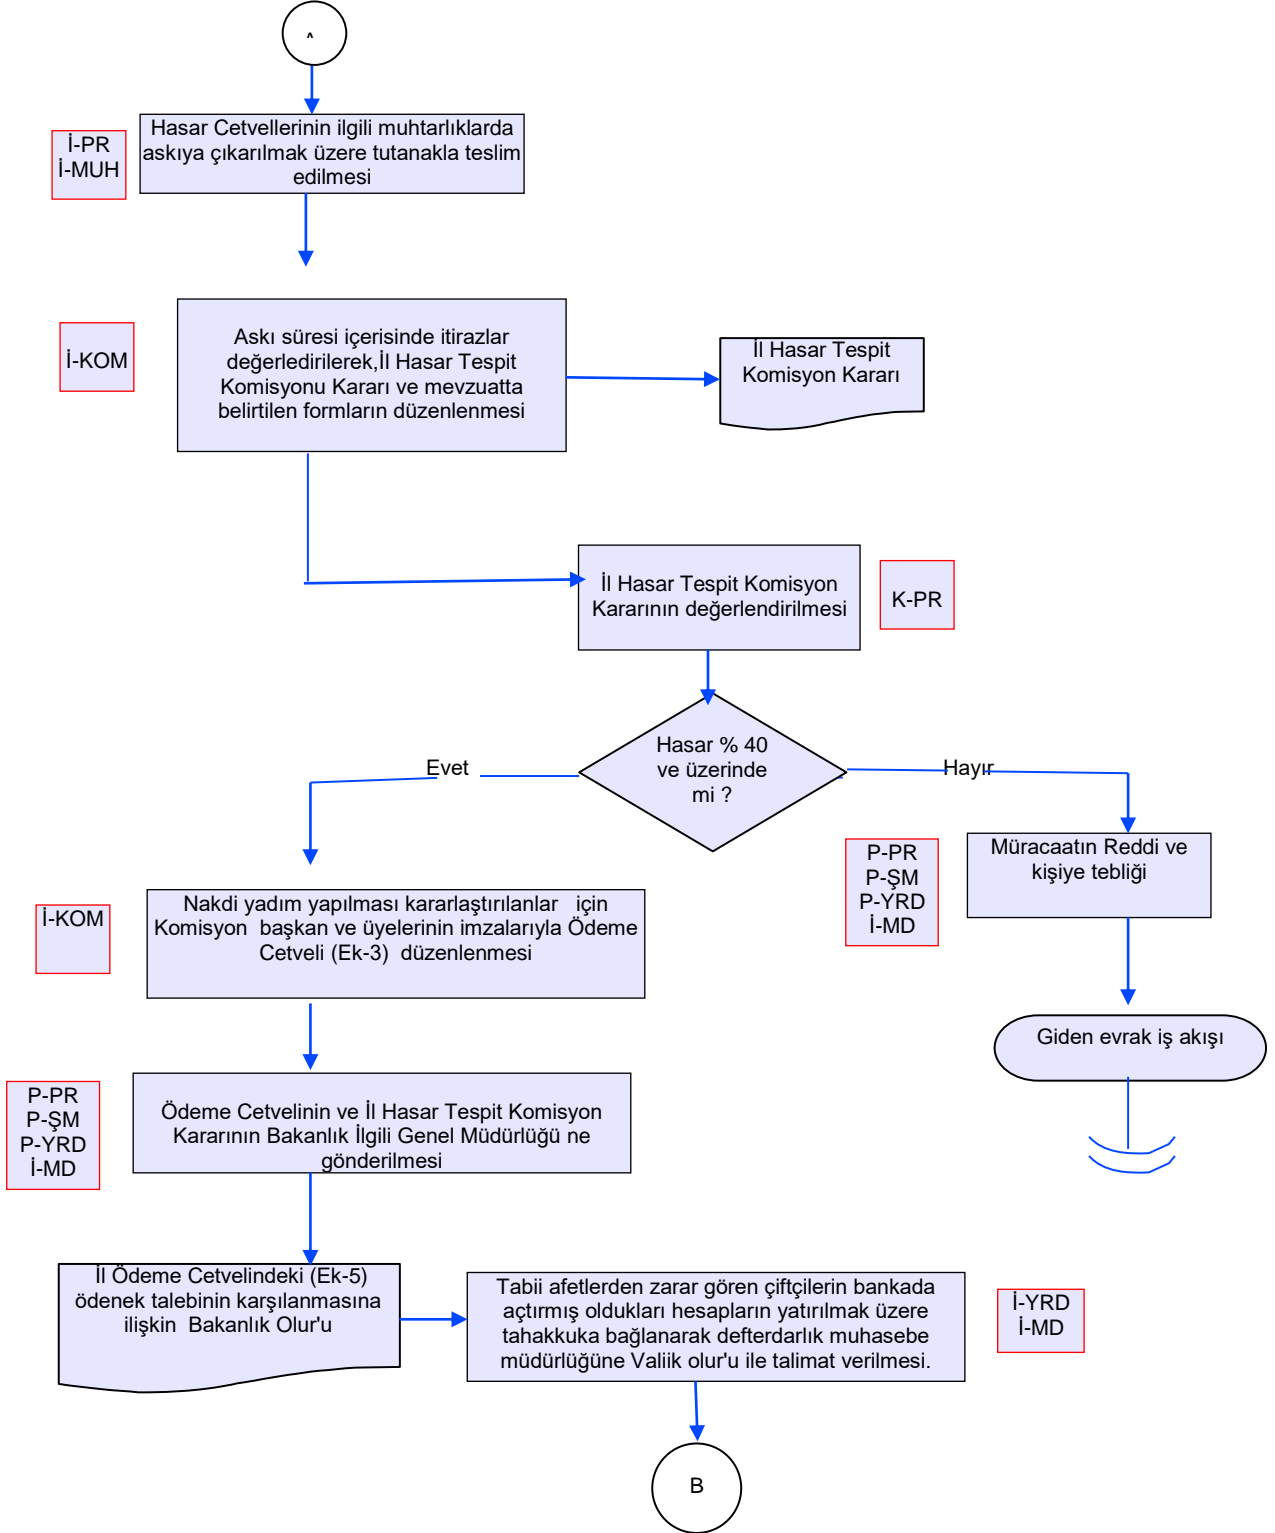 A
İ-PR
İ-MUH
Hasar Cetvellerinin ilgili muhtarlıklarda
askıya çıkarılmak üzere tutanakla teslim
edilmesi
İ-KOM
Askı süresi içerisinde itirazlar
değerledirilerek,İl Hasar Tespit
Komisyonu Kararı ve mevzuatta
belirtilen formların düzenlenmesi
İl Hasar Tespit
Komisyon Kararı
İl Hasar Tespit Komisyon
Kararının değerlendirilmesi
K-PR
Hasar % 40
ve üzerinde
mi ?
Evet
Hayır
P-PR
P-ŞM
P-YRD
İ-MD
Müracaatın Reddi ve
kişiye tebliği
İ-KOM
Nakdi yadım yapılması kararlaştırılanlar için
Komisyon başkan ve üyelerinin imzalarıyla Ödeme
Cetveli (Ek-3) düzenlenmesi
Giden evrak iş akışı
P-PR
P-ŞM
P-YRD
İ-MD
Ödeme Cetvelinin ve İl Hasar Tespit Komisyon
Kararının Bakanlık İlgili Genel Müdürlüğü ne
gönderilmesi
İl Ödeme Cetvelindeki (Ek-5)
ödenek talebinin karşılanmasına
ilişkin Bakanlık Olur'u
Tabii afetlerden zarar gören çiftçilerin bankada
açtırmış oldukları hesapların yatırılmak üzere
tahakkuka bağlanarak defterdarlık muhasebe
müdürlüğüne Valiik olur'u ile talimat verilmesi.
İ-YRD
İ-MD
B